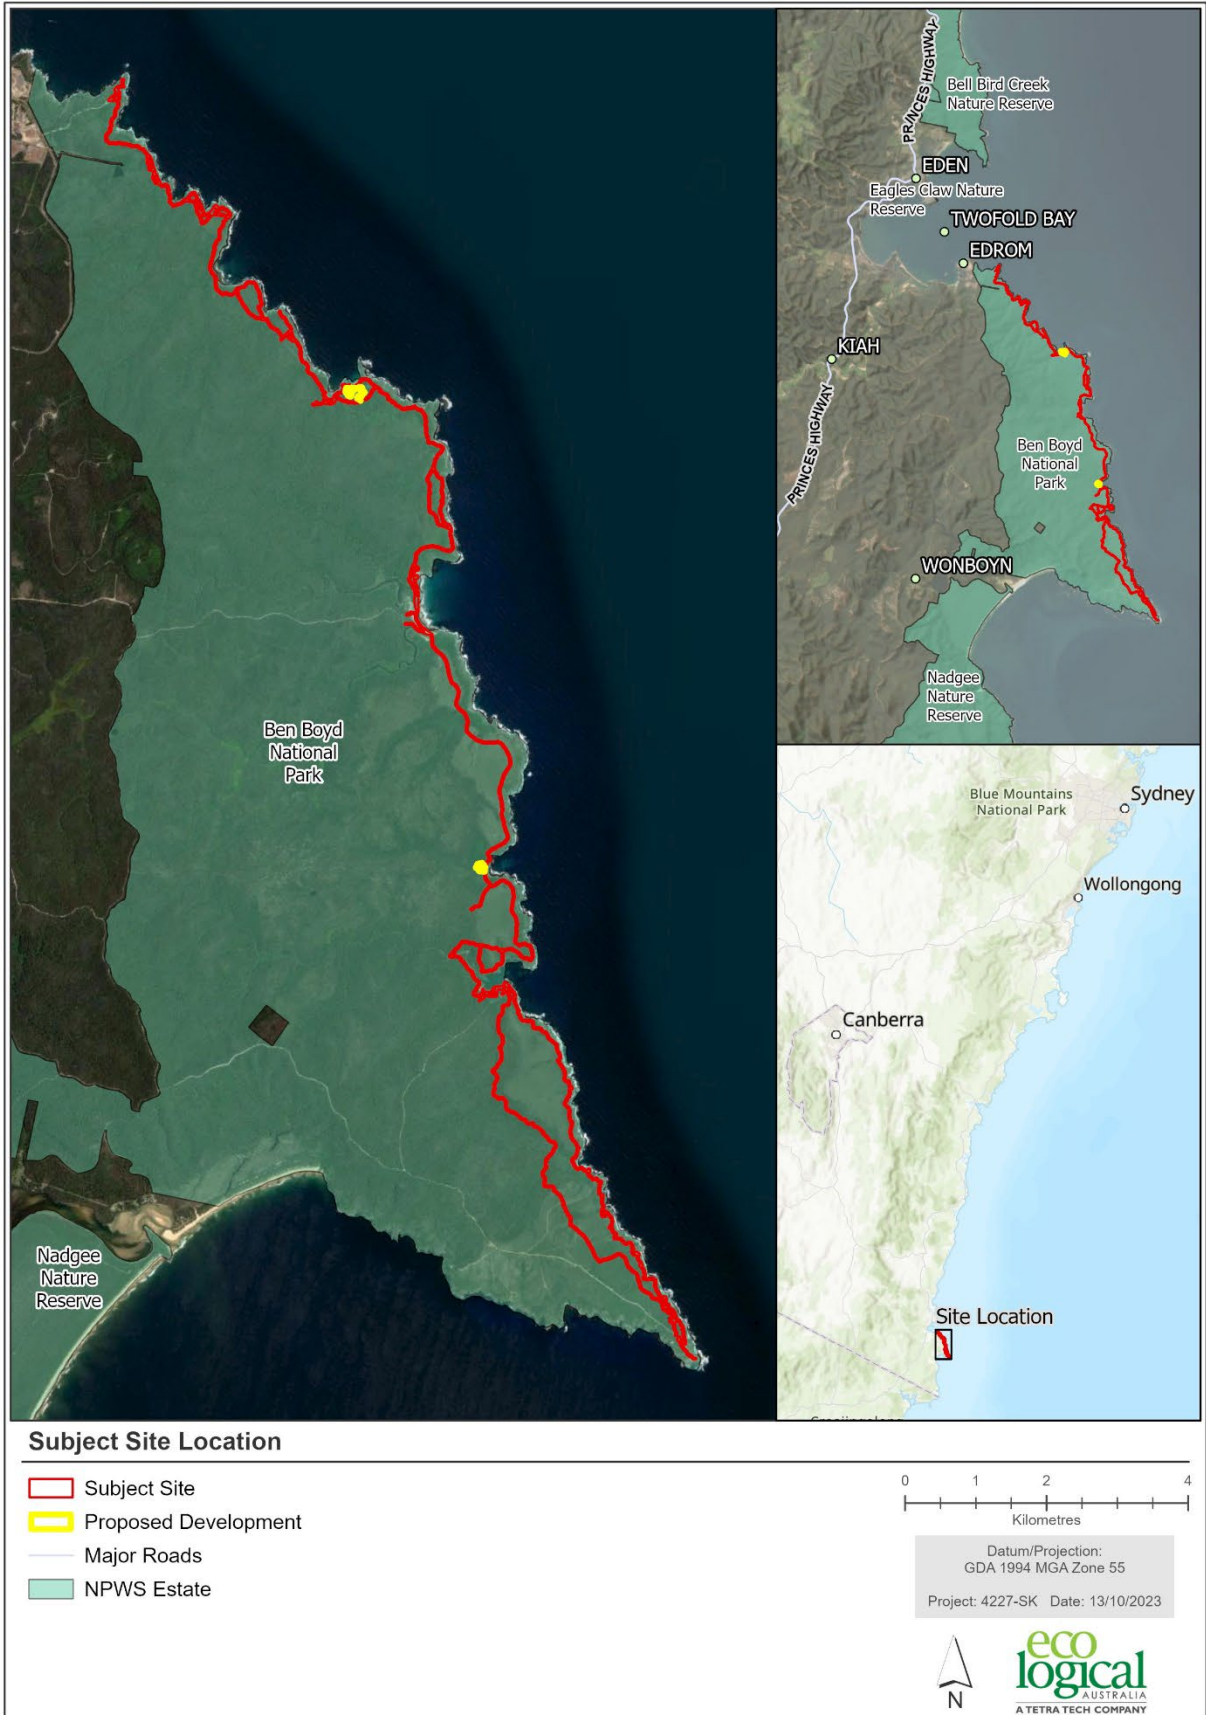 Ben Boyd
National
Park
Nadgee
Nature
Reserve
PRINCES HIGHWAY
Bell Bird Creek
Nature Reserve
EDEN
Eagles Claw Nature
Reserve
TWOFOLD BAY
EDROM
KIAH
PRINCES HIGHWAY
Ben Boyd
National
Park
WONBOYN
Nadgee
Nature
Reserve
Blue Mountains
National Park
Sydney
Wollongong
Canberra
Site Location
Subject Site Location
Subject Site
Proposed Development
Major Roads
NPWS Estate
0 1 2 4
Kilometres
Datum/Projection:
GDA 1994 MGA Zone 55
Project: 4227-SK Date: 13/10/2023
N
eco
logical
AUSTRALIA
A TETRA TECH COMPANY